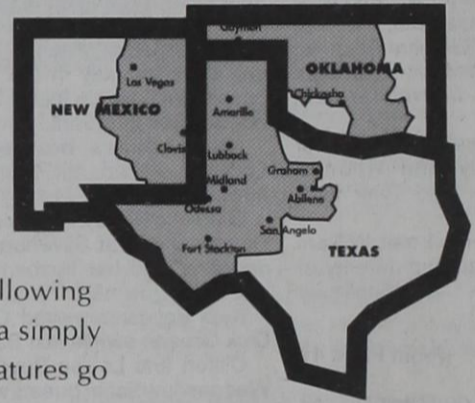 Guymon
OKLAHOMA
Las Vegas
Chickasha
NEW MEXICO
Amarillo
Clovis
Lubbock
Midland
Graham
Abilene
Odessa
San Angelo
Fort Stockton
TEXAS
llowing
a simply
atures go